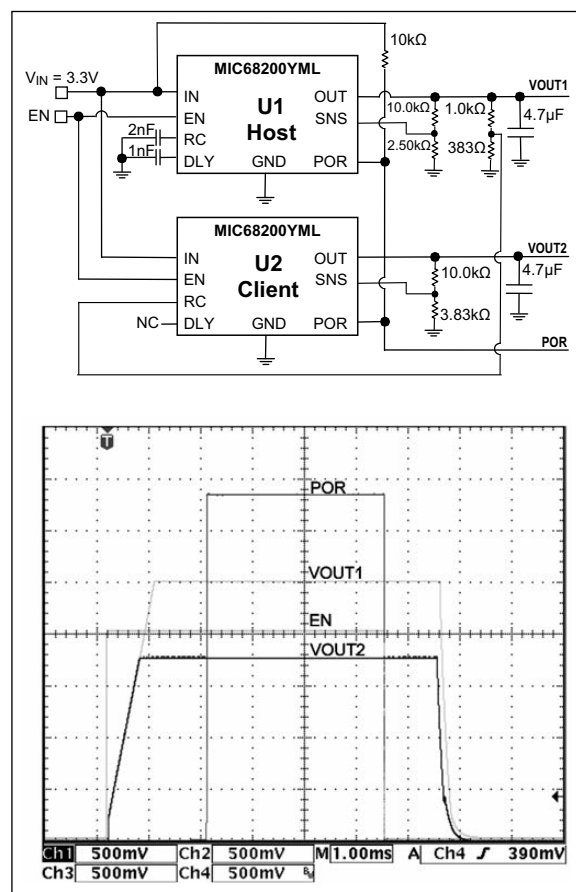 10kΩ
MIC68200YML
VIN = 3.3V
IN
OUT
VOUT1
EN
U1
EN
SNS
10.0kΩ
1.0kΩ
4.7µF
2nF
RC
Host
2.50kΩ
383Ω
1nF
DLY
GND
POR
MIC68200YML
IN
OUT
VOUT2
EN
U2
SNS
10.0kΩ
4.7µF
RC
Client
3.83kΩ
NC
DLY
GND
POR
POR
T
POR
VOUT1
EN
VOUT2
Ch1 500mV Ch2 500mV M 1.00ms A Ch4 390mV
Ch3 500mV Ch4 500mV